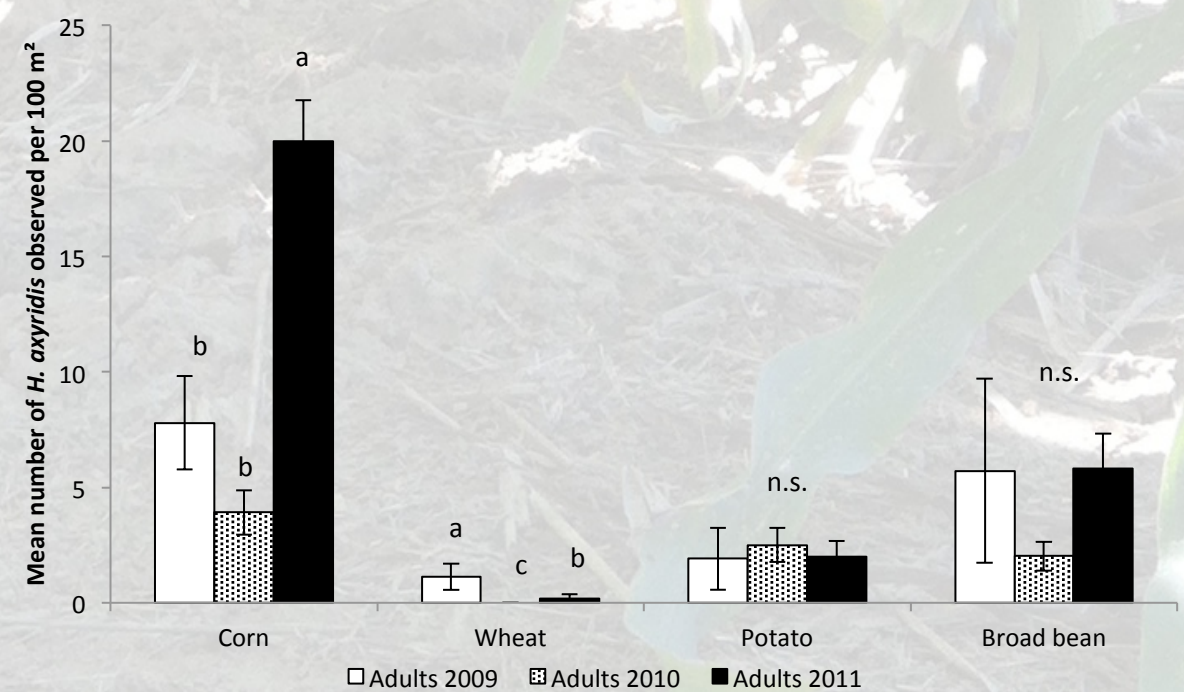 Mean number of H. axyridis observed per 100 m²
25
20
15
10
5
0
b
b
a
a
c
b
n.s.
n.s.
Corn
Wheat
Potato
Broad bean
Adults 2009
Adults 2010
Adults 2011